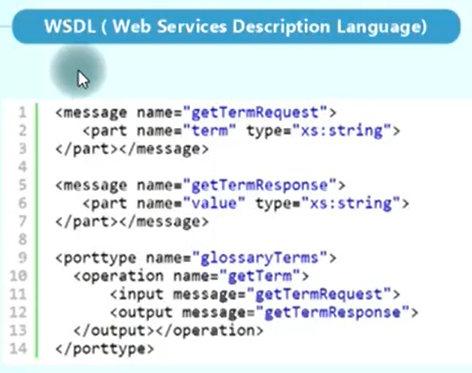 WSDL ( Web Services Description Language)
1 <message name="getTermRequest">
2 <part name="term" type="xs:string">
3 </part></message>
4
5 <message name="getTermResponse">
6 <part name="value" type="xs:string">
7 </part></message>
8
9 <porttype name="glossaryTerms">
10 <operation name="getTerm">
11 <input message="getTermRequest">
12 <output message="getTermResponse">
13 </output></operation>
14 </porttype>